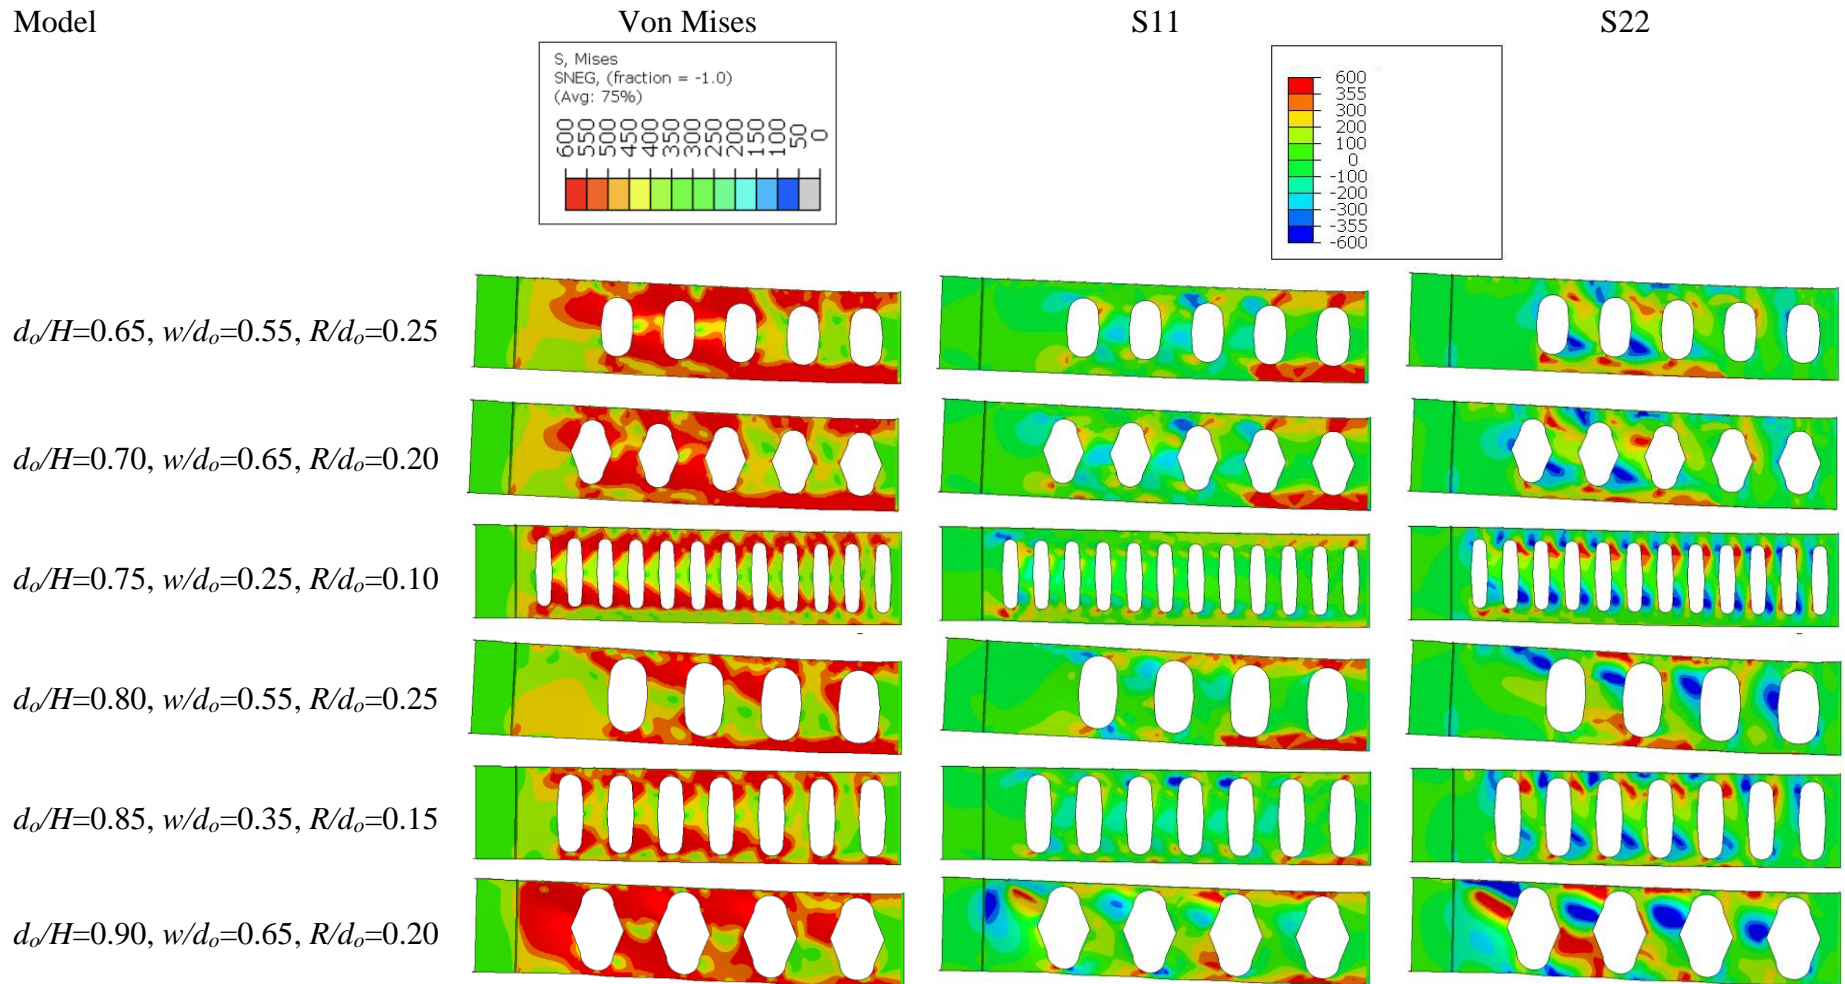 Model Von Mises S11 S22
S, Mises
SNEG, (fraction = -1.0)
(Avg: 75%)
600 550 500 450 400 350 300 250 200 150 100 50 0
600
355
300
200
100
0
-100
-200
-300
-355
-600
dₒ/H=0.65, w/dₒ=0.55, R/dₒ=0.25
dₒ/H=0.70, w/dₒ=0.65, R/dₒ=0.20
dₒ/H=0.75, w/dₒ=0.25, R/dₒ=0.10
dₒ/H=0.80, w/dₒ=0.55, R/dₒ=0.25
dₒ/H=0.85, w/dₒ=0.35, R/dₒ=0.15
dₒ/H=0.90, w/dₒ=0.65, R/dₒ=0.20